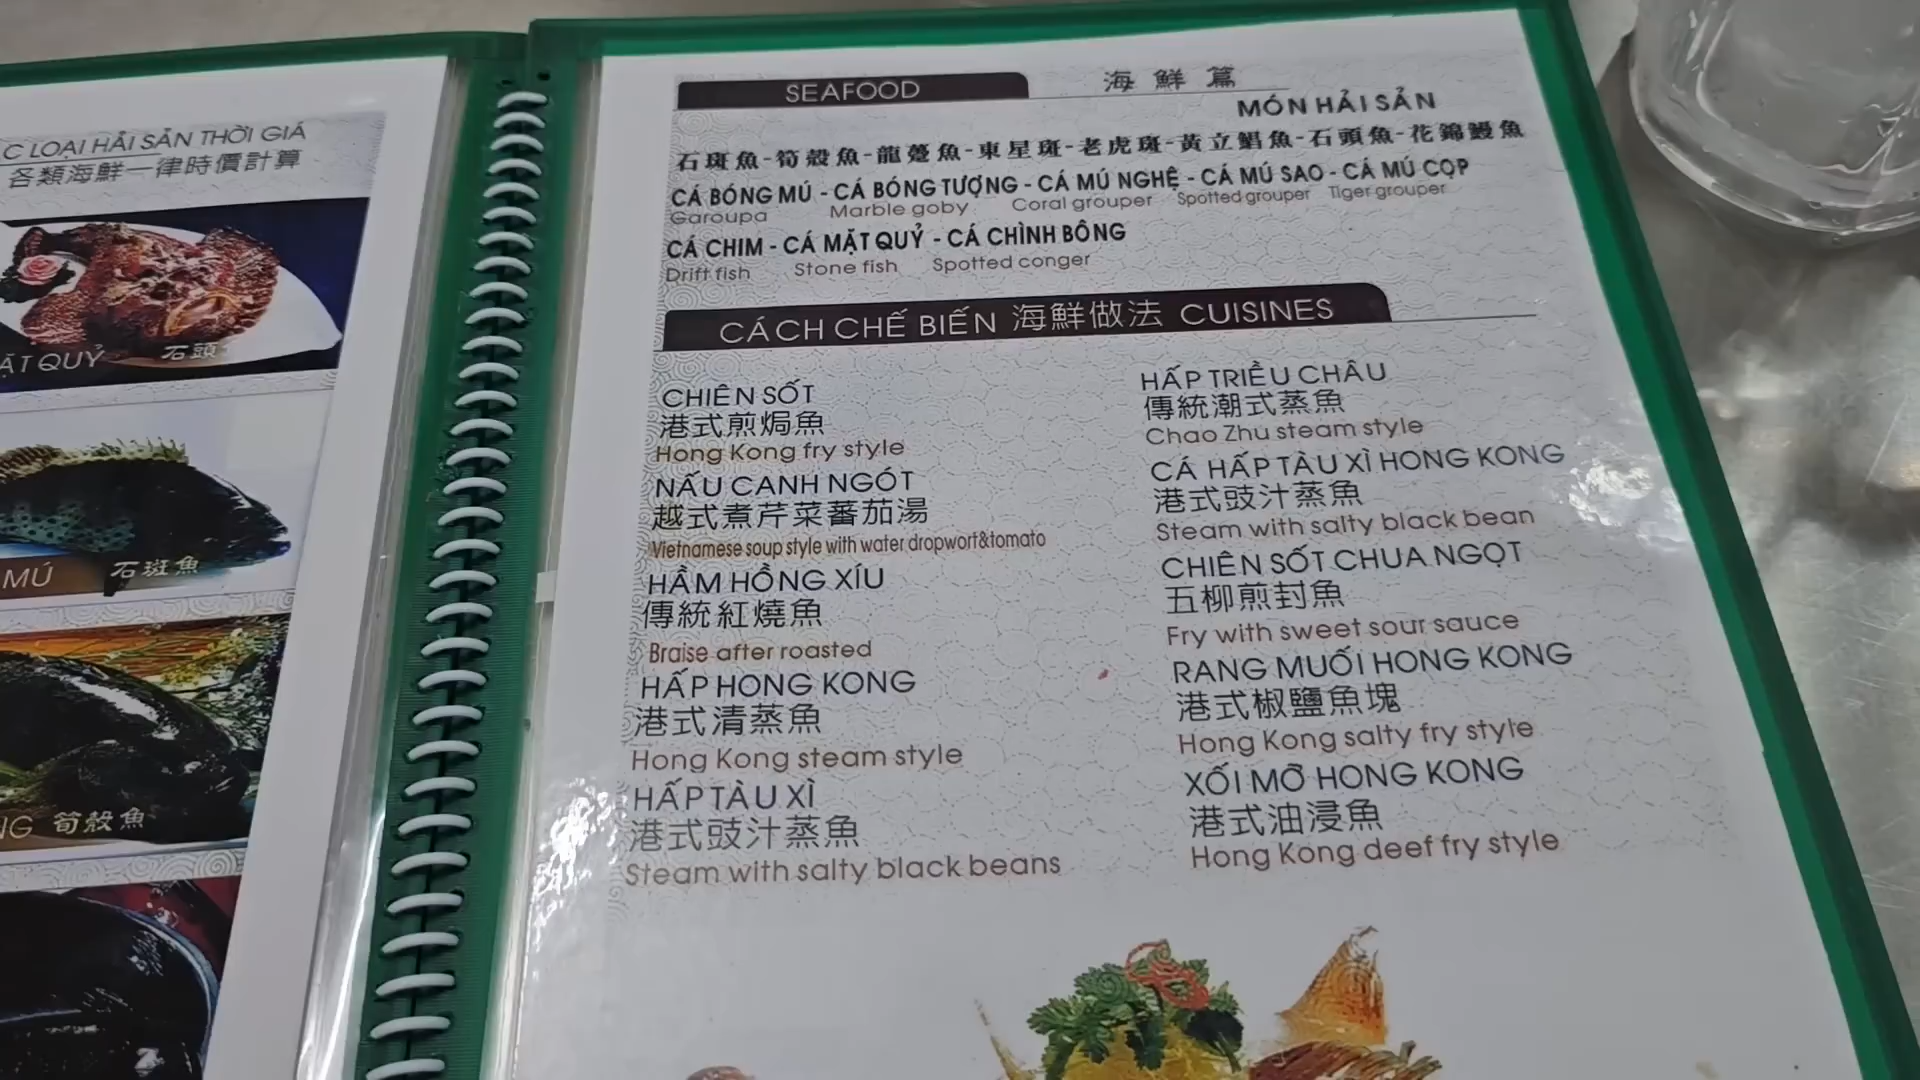 C LOẠI HẢI SẢN THỜI GIÁ
各類海鮮一律時價計算
ẶT QUỶ 石頭
MÚ 石斑魚
NG 筍殼魚
SEAFOOD 海鮮篇
MÓN HẢI SẢN
石斑魚-筍殼魚-龍躉魚-東星斑-老虎斑-黃立鯧魚-石頭魚-花錦鰻魚
CÁ BÓNG MÚ - CÁ BÓNG TƯỢNG - CÁ MÚ NGHỆ - CÁ MÚ SAO - CÁ MÚ CỌP
Garoupa Marble goby Coral grouper Spotted grouper Tiger grouper
CÁ CHIM - CÁ MẶT QUỶ - CÁ CHÌNH BÔNG
Drift fish Stone fish Spotted conger
CÁCH CHẾ BIẾN 海鮮做法 CUISINES
CHIÊN SỐT
港式煎焗魚
Hong Kong fry style
NẤU CANH NGÓT
越式煮芹菜蕃茄湯
Vietnamese soup style with water dropwort&tomato
HẦM HỒNG XÍU
傳統紅燒魚
Braise after roasted
HẤP HONG KONG
港式清蒸魚
Hong Kong steam style
HẤP TÀU XÌ
港式豉汁蒸魚
Steam with salty black beans
HẤP TRIỀU CHÂU
傳統潮式蒸魚
Chao Zhu steam style
CÁ HẤP TÀU XÌ HONG KONG
港式豉汁蒸魚
Steam with salty black bean
CHIÊN SỐT CHUA NGỌT
五柳煎封魚
Fry with sweet sour sauce
RANG MUỐI HONG KONG
港式椒鹽魚塊
Hong Kong salty fry style
XỐI MỠ HONG KONG
港式油浸魚
Hong Kong deef fry style